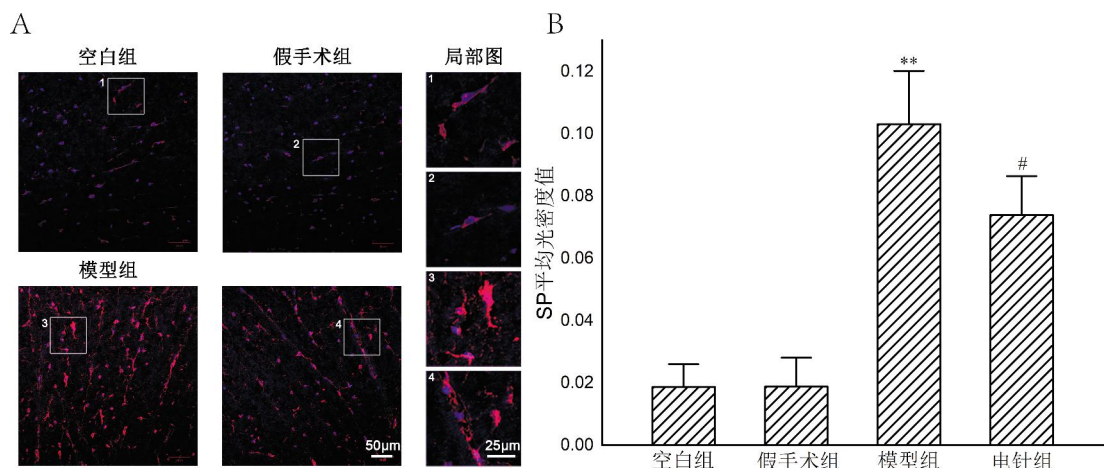 A
空白组
假手术组
局部图
1
2
1
2
模型组
3
4
50μm
3
4
25μm
B
SP平均光密度值
0.12
0.10
0.08
0.06
0.04
0.02
0.00
**
#
空白组
假手术组
模型组
电针组